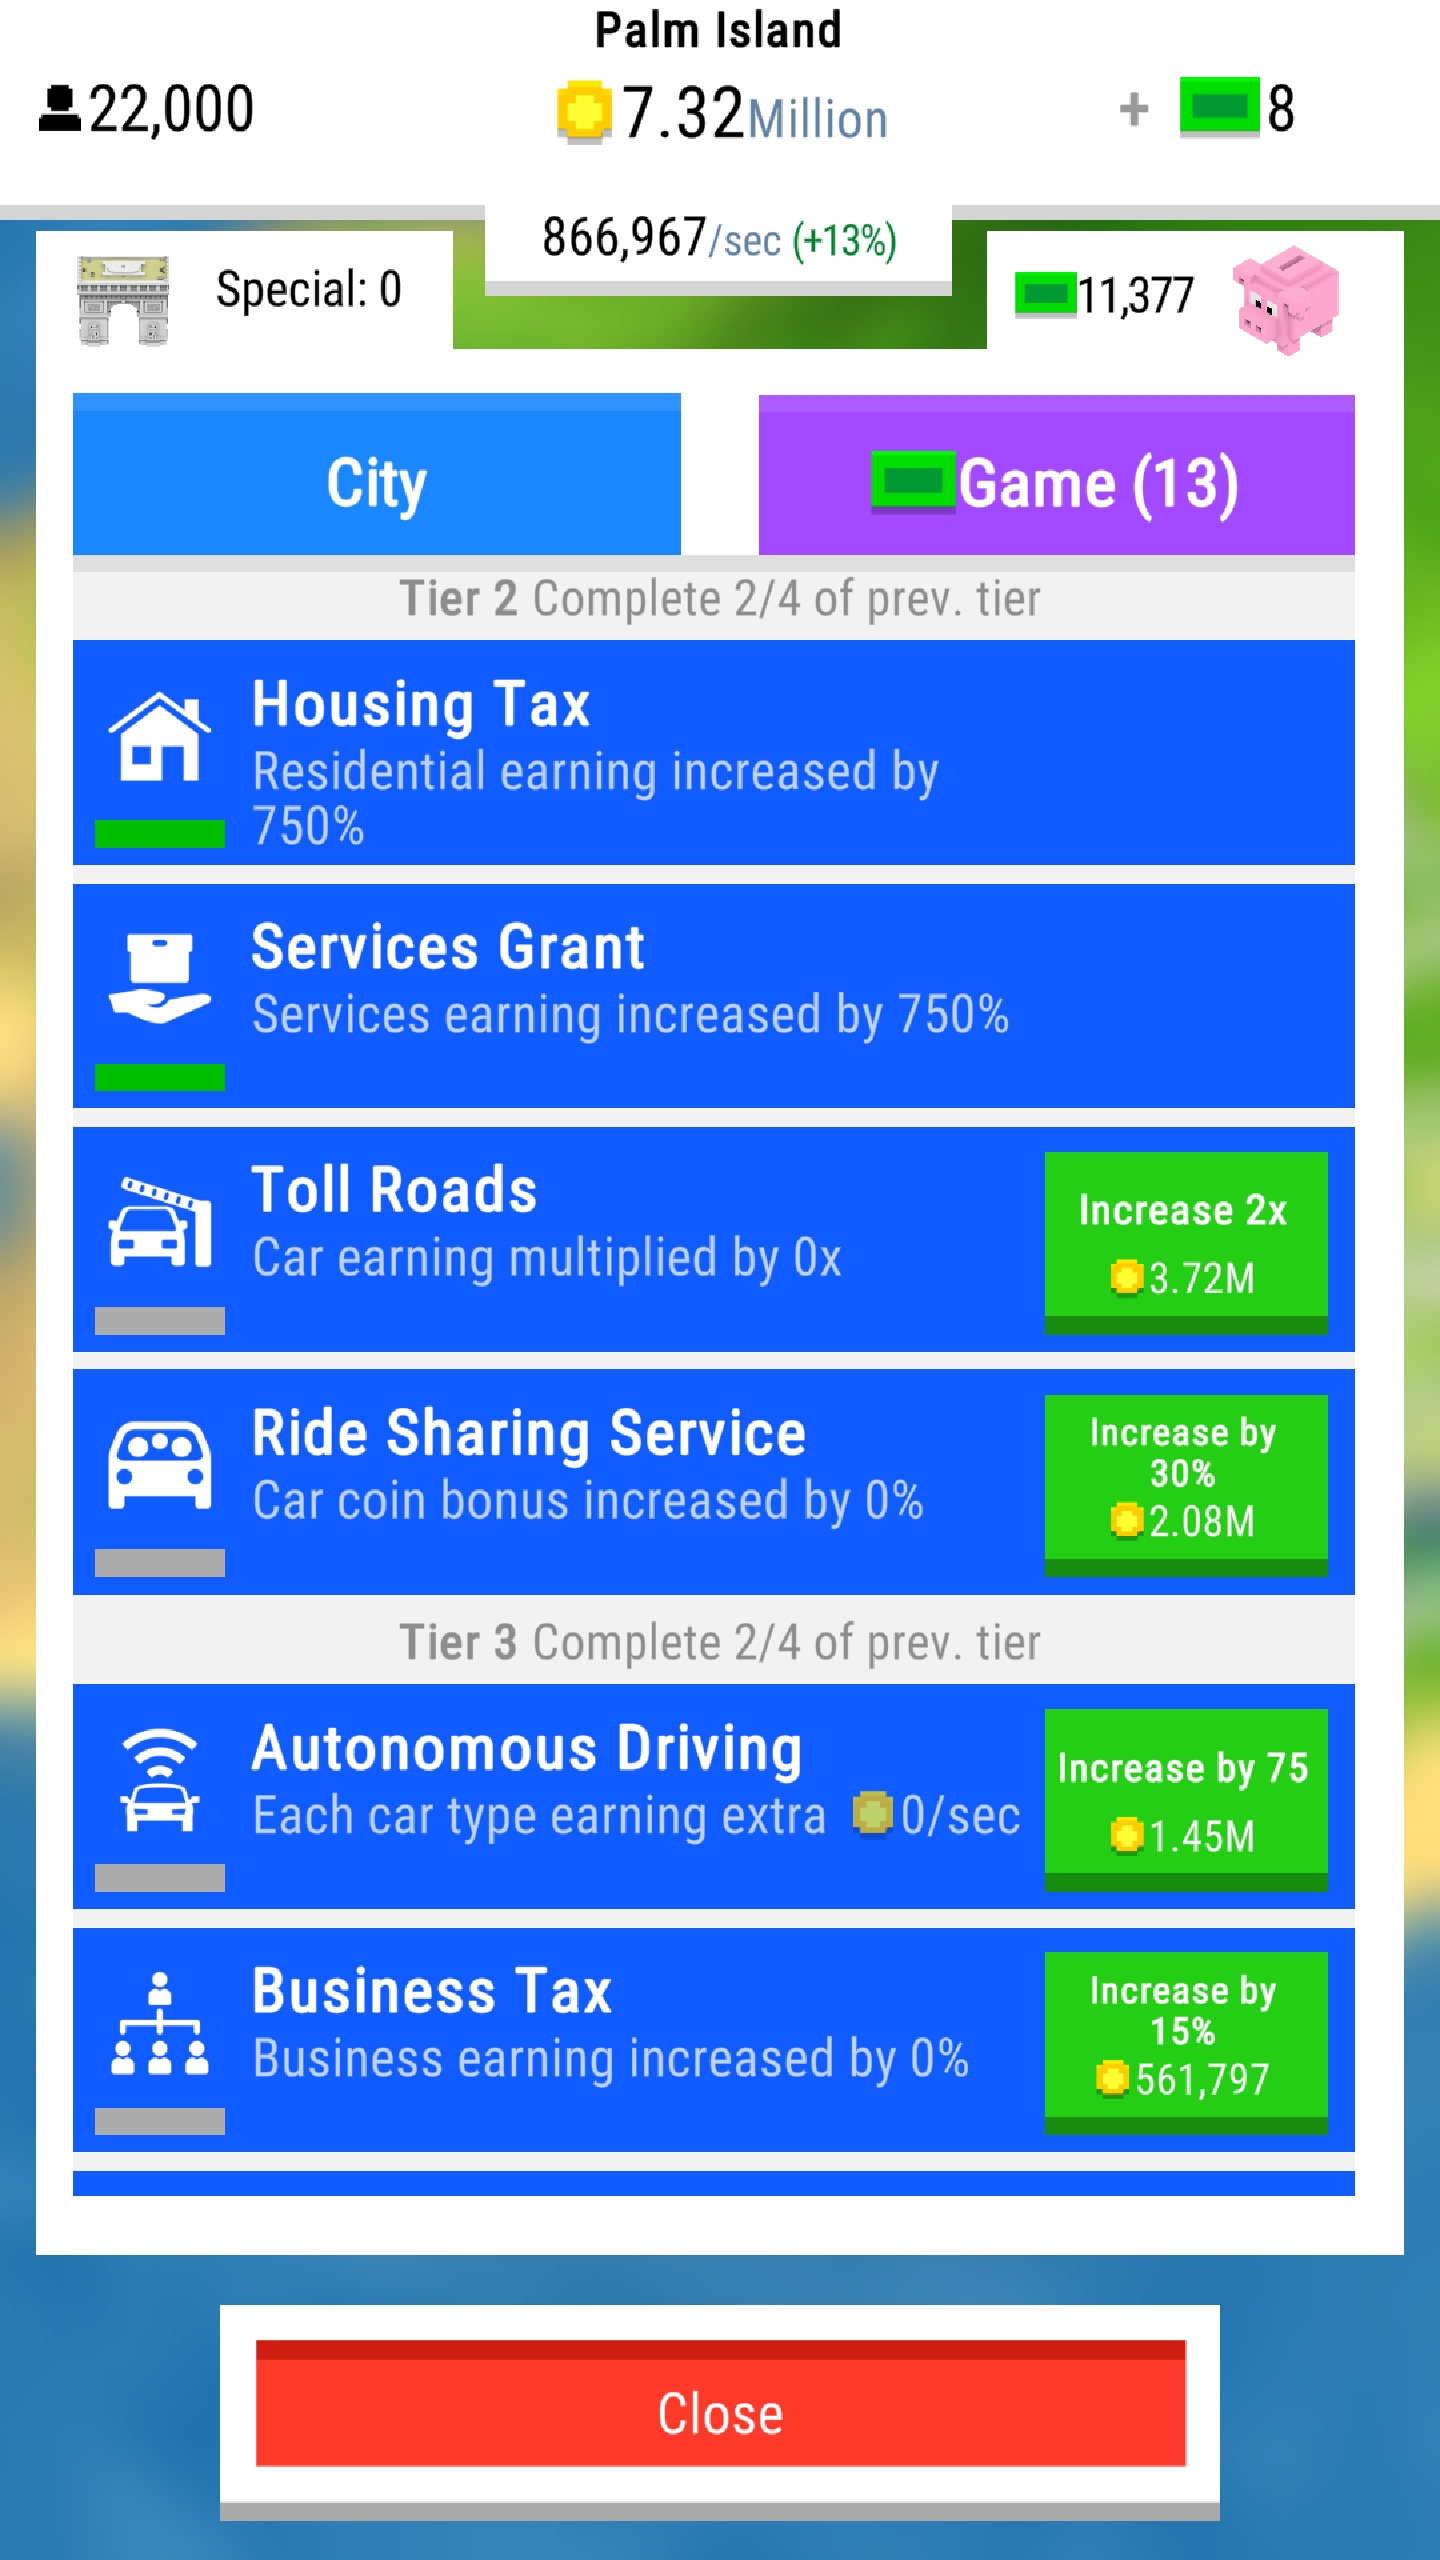 Palm Island
22,000
7.32Million
+ 8
866,967/sec (+13%)
Special: 0
11,377
City
Game (13)
Tier 2 Complete 2/4 of prev. tier
Housing Tax
Residential earning increased by
750%
Services Grant
Services earning increased by 750%
Toll Roads
Car earning multiplied by 0x
Increase 2x
3.72M
Ride Sharing Service
Car coin bonus increased by 0%
Increase by
30%
2.08M
Tier 3 Complete 2/4 of prev. tier
Autonomous Driving
Each car type earning extra 0/sec
Increase by 75
1.45M
Business Tax
Business earning increased by 0%
Increase by
15%
561,797
Close